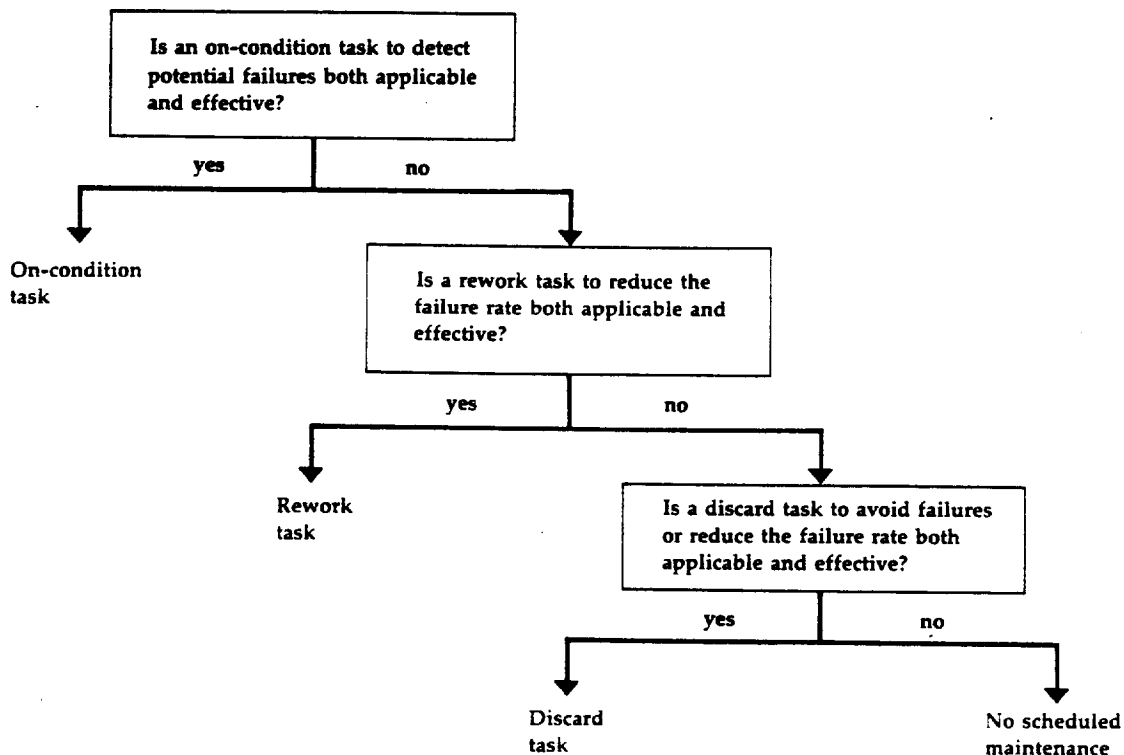 Is an on-condition task to detect
potential failures both applicable
and effective?
yes
no
On-condition
task
Is a rework task to reduce the
failure rate both applicable and
effective?
yes
no
Rework
task
Is a discard task to avoid failures
or reduce the failure rate both
applicable and effective?
yes
no
Discard
task
No scheduled
maintenance